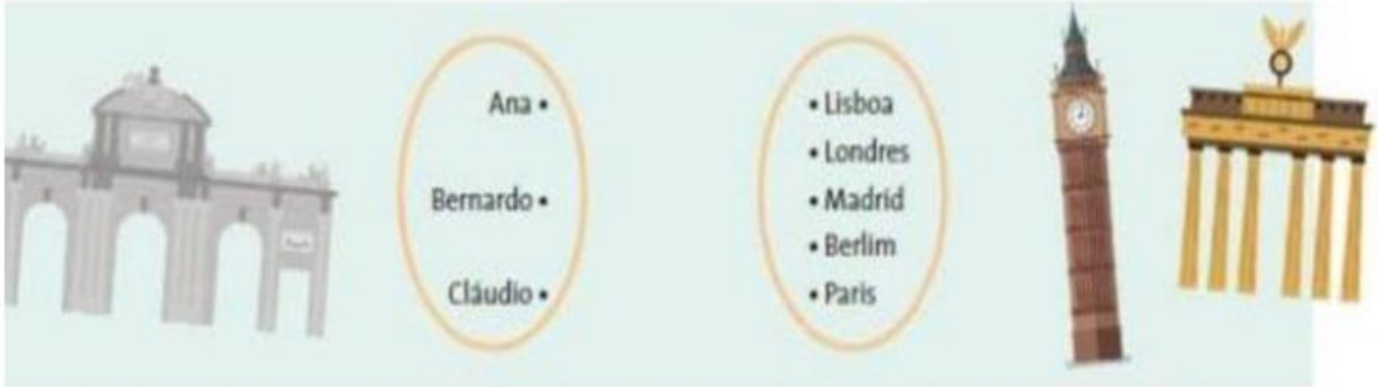 Ana •
Bernardo •
Cláudio •
• Lisboa
• Londres
• Madrid
• Berlim
• Paris